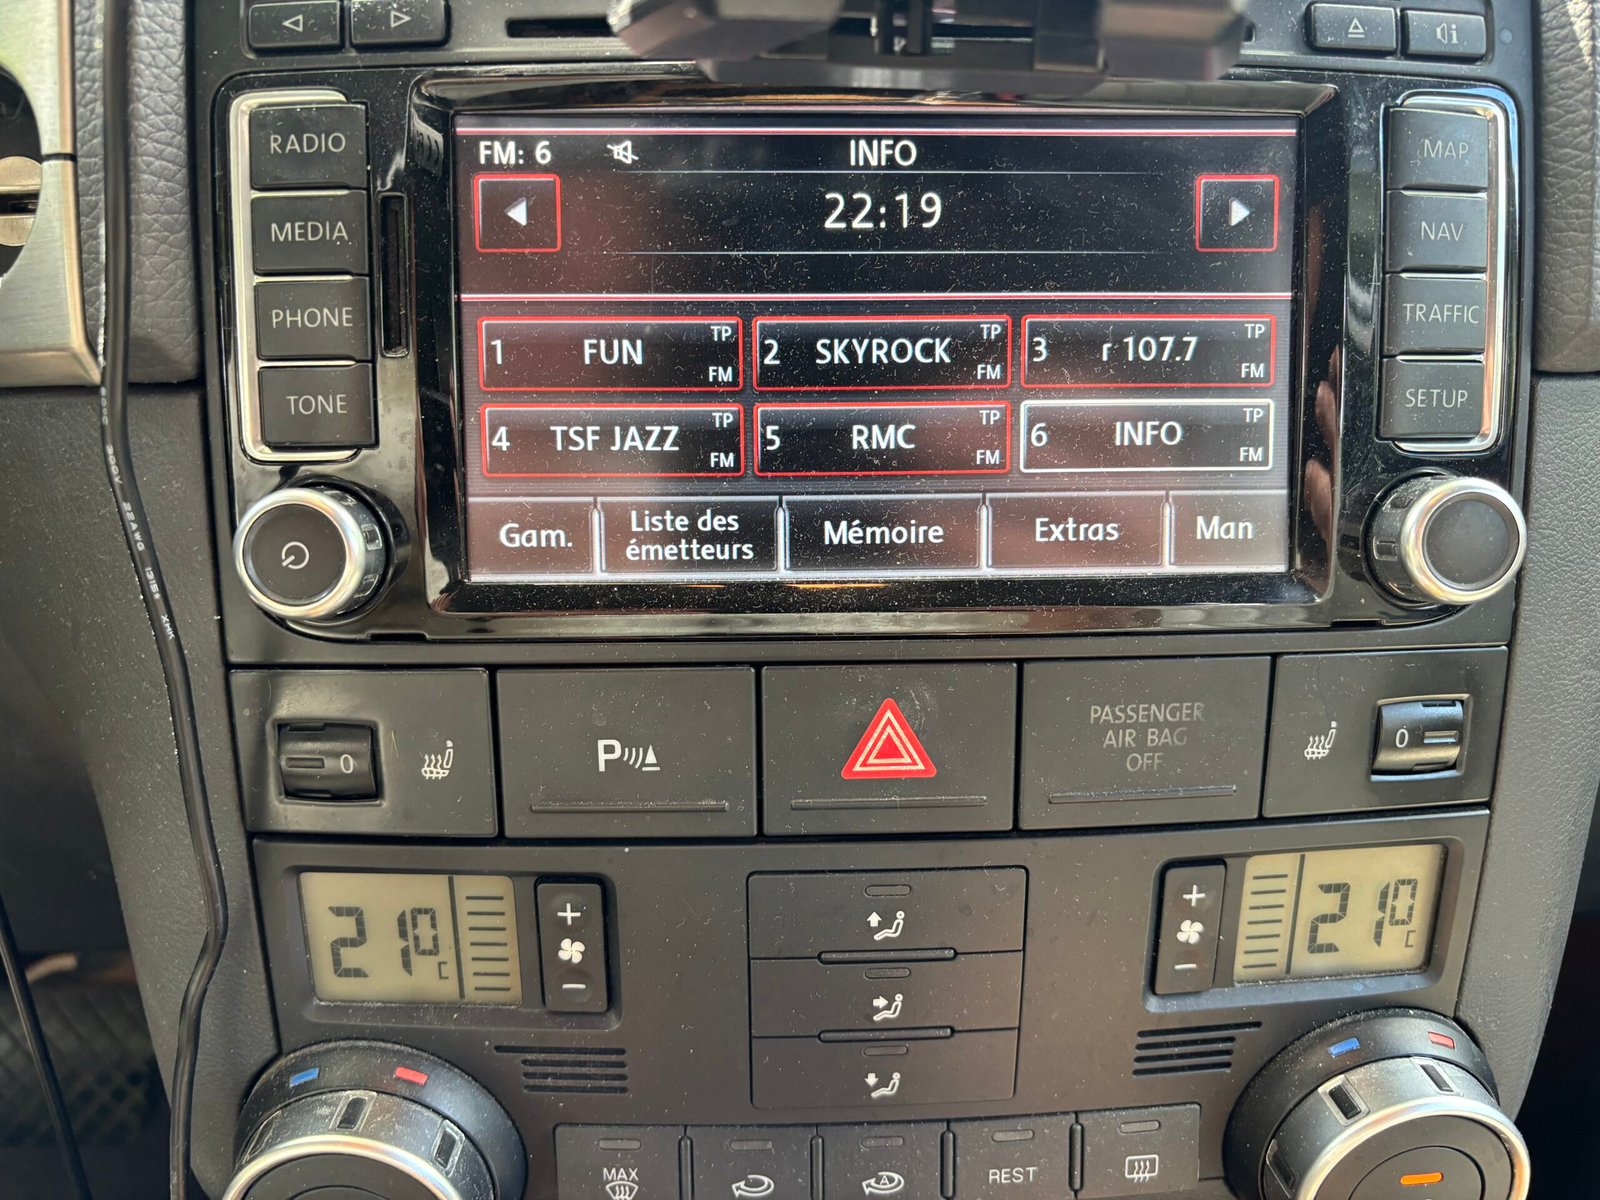 RADIO
MEDIA
PHONE
TONE
MAP
NAV
TRAFFIC
SETUP
i
FM: 6
INFO
22:19
1 FUN TP FM
2 SKYROCK TP FM
3 r 107.7 TP FM
4 TSF JAZZ TP FM
5 RMC TP FM
6 INFO TP FM
Gam.
Liste des
émetteurs
Mémoire
Extras
Man
0
P
PASSENGER
AIR BAG
OFF
0
21.0 C
+
-
+
-
21.0 C
MAX
A
REST
300V 22AWG